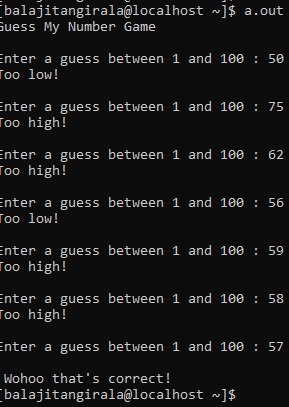 [balajitangirala@localhost ~]$ a.out
Guess My Number Game
Enter a guess between 1 and 100 : 50
Too low!
Enter a guess between 1 and 100 : 75
Too high!
Enter a guess between 1 and 100 : 62
Too high!
Enter a guess between 1 and 100 : 56
Too low!
Enter a guess between 1 and 100 : 59
Too high!
Enter a guess between 1 and 100 : 58
Too high!
Enter a guess between 1 and 100 : 57
Wohoo that's correct!
[balajitangirala@localhost ~]$